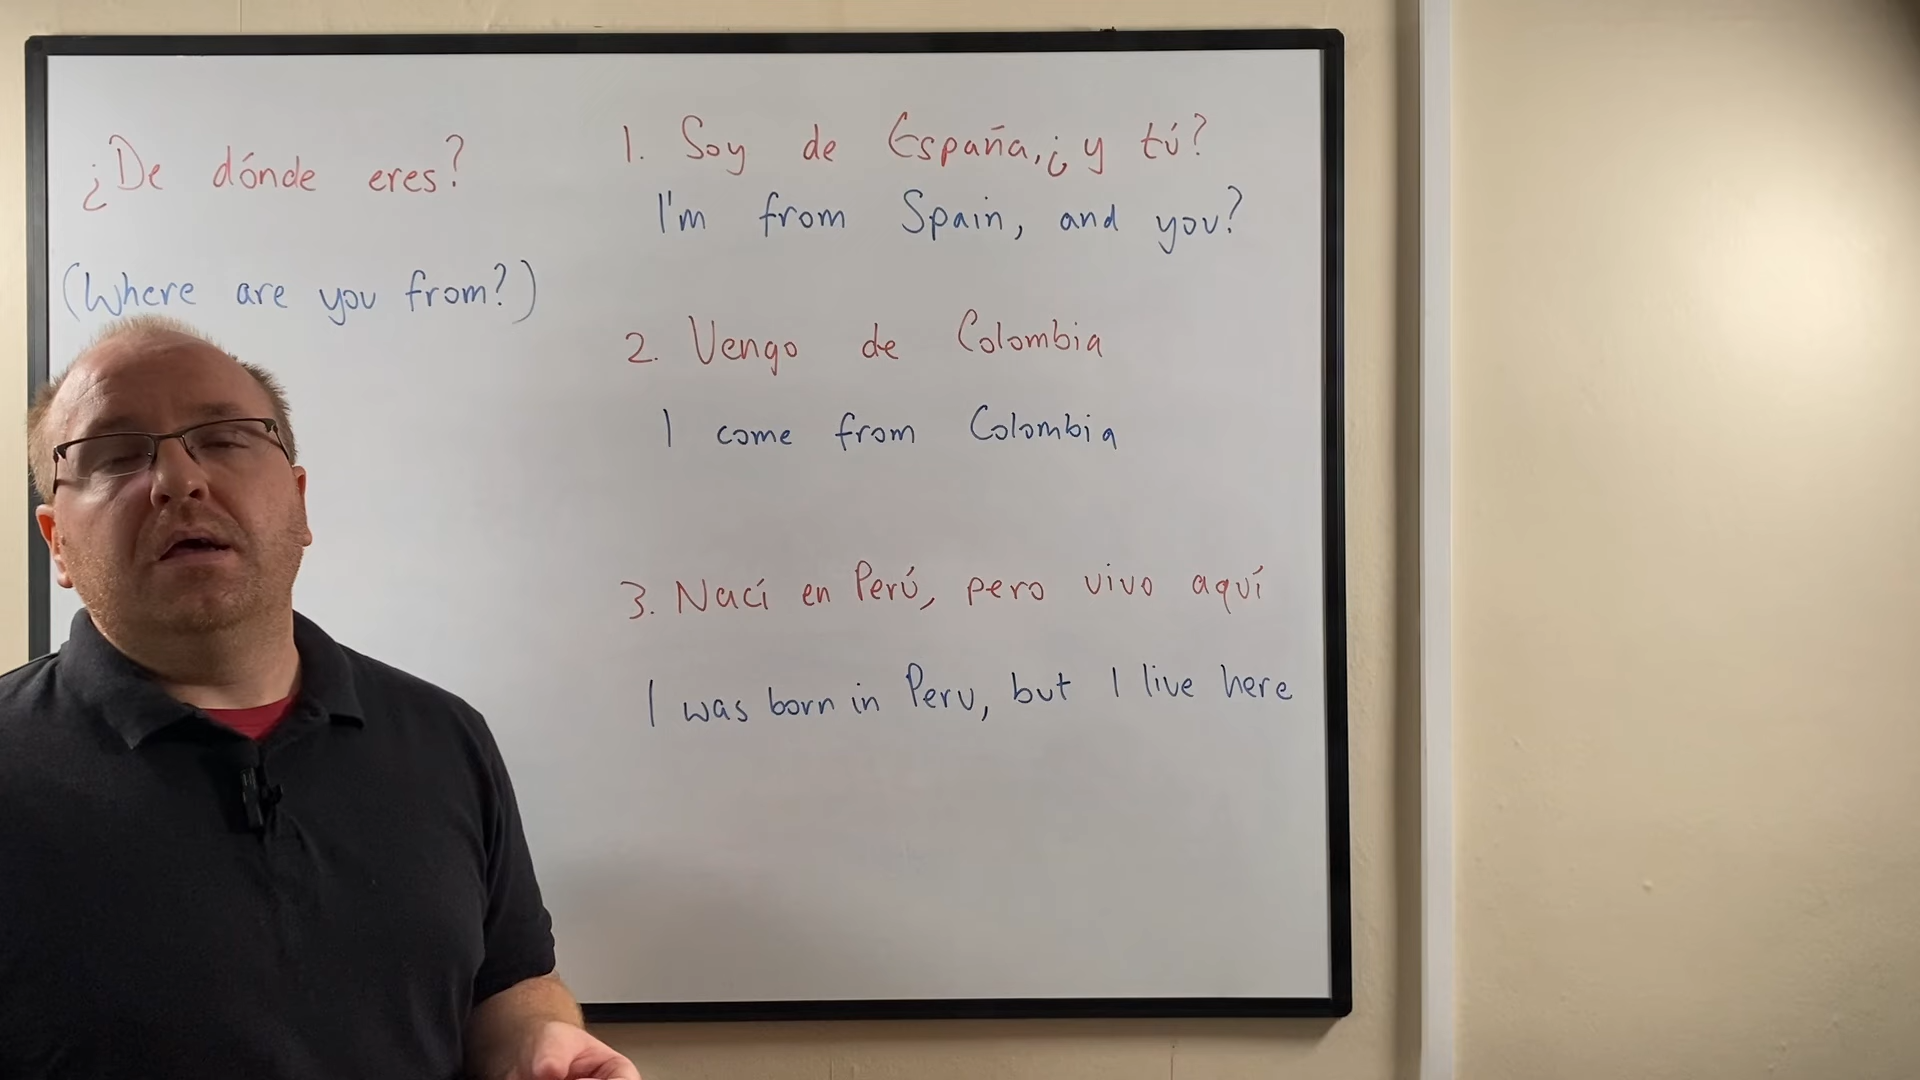 ¿De dónde eres?
(Where are you from?)
1. Soy de España, ¿y tú?
I'm from Spain, and you?
2. Vengo de Colombia
I come from Colombia
3. Nací en Perú, pero vivo aquí
I was born in Peru, but I live here